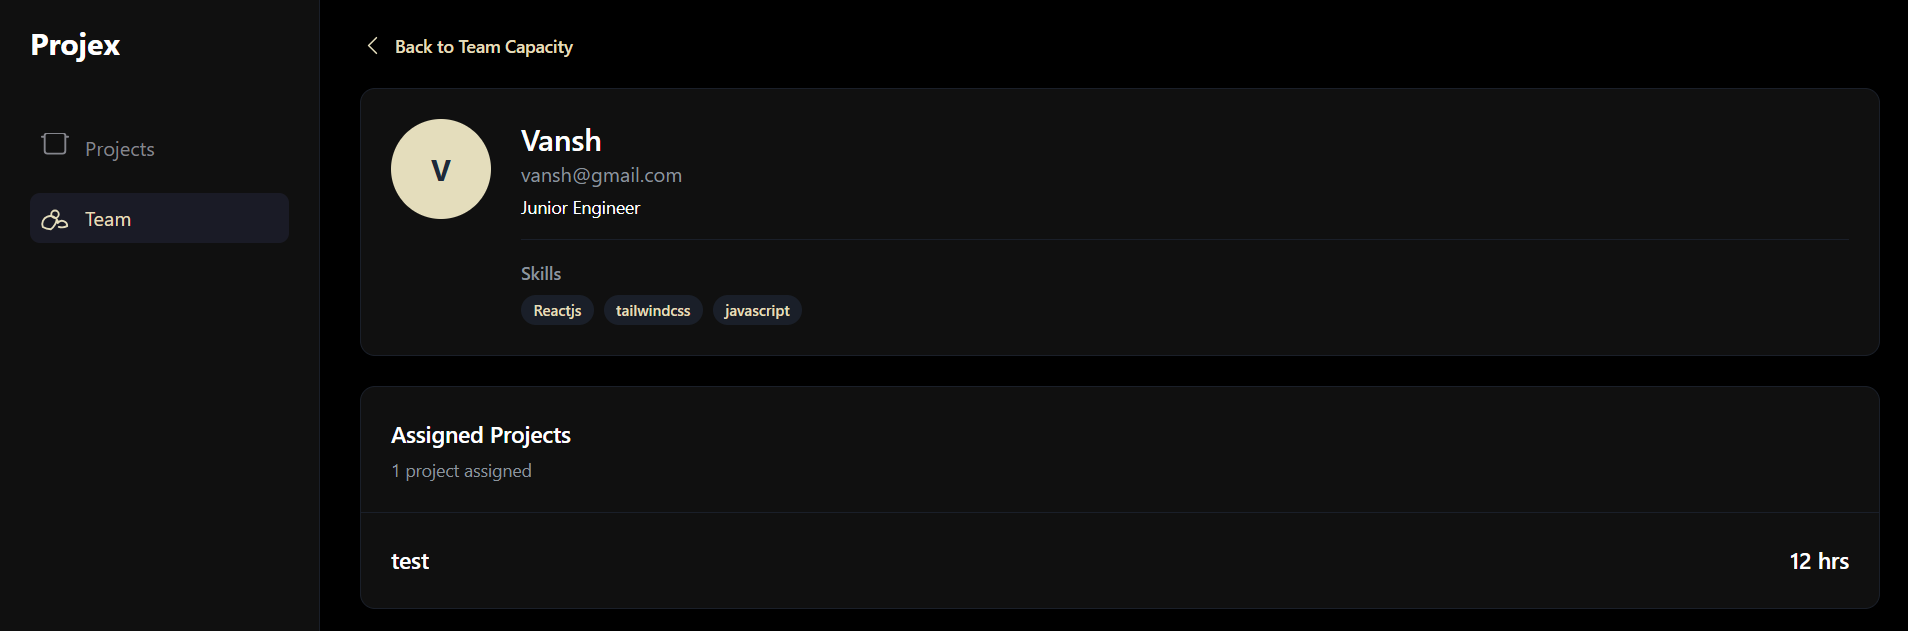 Projex
Projects
Team
Back to Team Capacity
V
Vansh
vansh@gmail.com
Junior Engineer
Skills
Reactjs tailwindcss javascript
Assigned Projects
1 project assigned
test 12 hrs